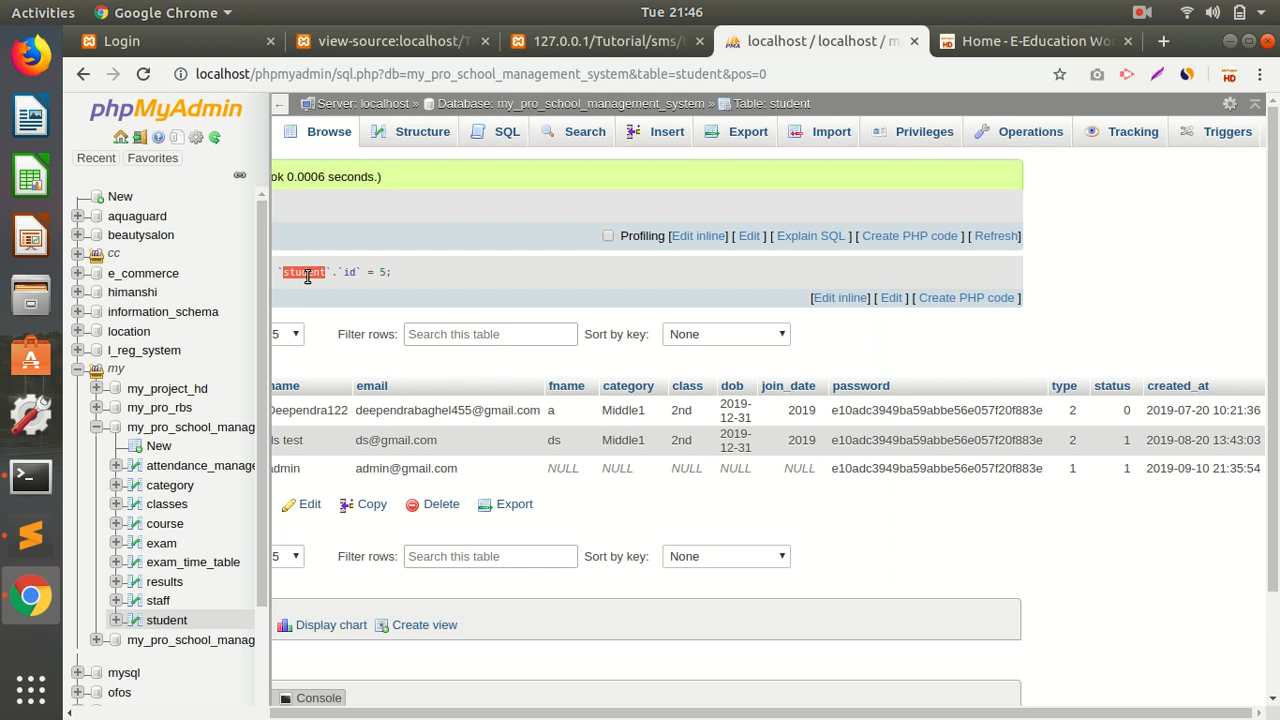 Activities Google Chrome Tue 21:46
Login view-source:localhost/T 127.0.0.1/Tutorial/sms/ localhost / localhost / m Home - E-Education Wo
localhost/phpmyadmin/sql.php?db=my_pro_school_management_system&table=student&pos=0
phpMyAdmin
Recent Favorites
New
aquaguard
beautysalon
cc
e_commerce
himanshi
information_schema
location
l_reg_system
my
my_project_hd
my_pro_rbs
my_pro_school_manag
New
attendance_manage
category
classes
course
exam
exam_time_table
results
staff
student
my_pro_school_manag
mysql
ofos
Server: localhost » Database: my_pro_school_management_system » Table: student
Browse Structure SQL Search Insert Export Import Privileges Operations Tracking Triggers
ok 0.0006 seconds.)
Profiling [Edit inline] [ Edit ] [ Explain SQL ] [ Create PHP code ] [ Refresh]
`student`.`id` = 5;
[Edit inline] [ Edit ] [ Create PHP code ]
5 Filter rows: Search this table Sort by key: None
name email fname category class dob join_date password type status created_at
Deependra122 deependrabaghel455@gmail.com a Middle1 2nd 2019-12-31 2019 e10adc3949ba59abbe56e057f20f883e 2 0 2019-07-20 10:21:36
ds test ds@gmail.com ds Middle1 2nd 2019-12-31 2019 e10adc3949ba59abbe56e057f20f883e 2 1 2019-08-20 13:43:03
admin admin@gmail.com NULL NULL NULL NULL NULL e10adc3949ba59abbe56e057f20f883e 1 1 2019-09-10 21:35:54
Edit Copy Delete Export
5 Filter rows: Search this table Sort by key: None
Display chart Create view
Console